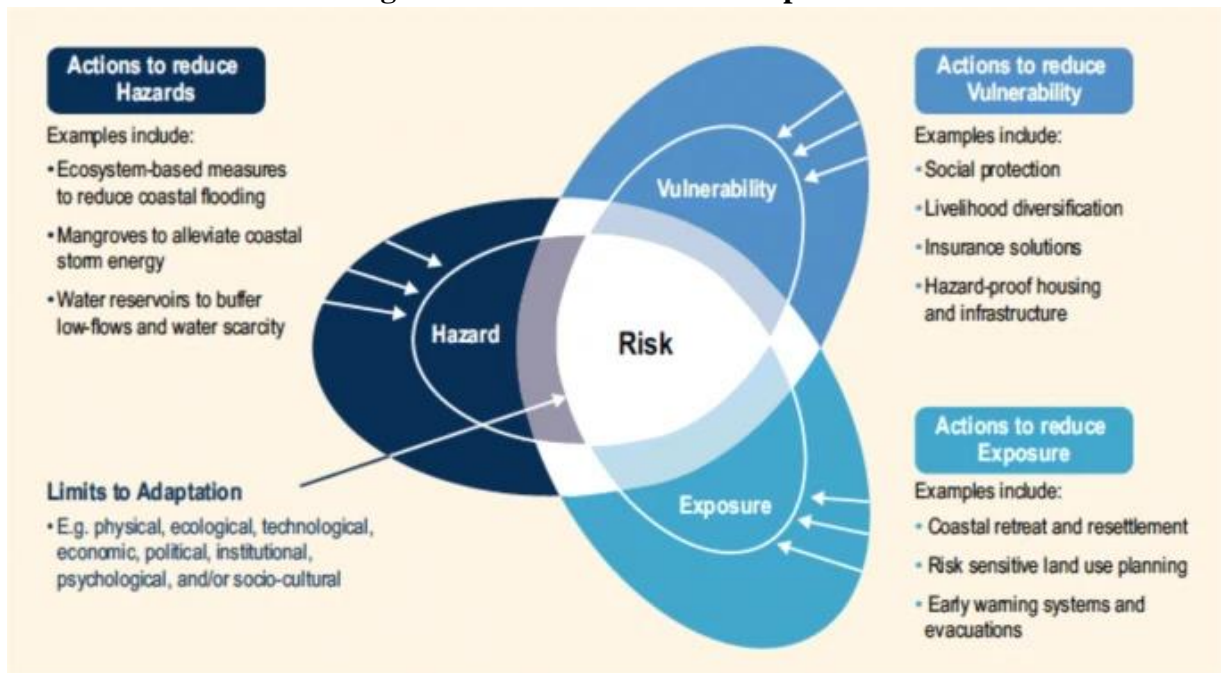 Actions to reduce
Hazards
Examples include:
• Ecosystem-based measures
to reduce coastal flooding
• Mangroves to alleviate coastal
storm energy
• Water reservoirs to buffer
low-flows and water scarcity
Limits to Adaptation
• E.g. physical, ecological, technological,
economic, political, institutional,
psychological, and/or socio-cultural
Hazard
Vulnerability
Risk
Exposure
Actions to reduce
Vulnerability
Examples include:
• Social protection
• Livelihood diversification
• Insurance solutions
• Hazard-proof housing
and infrastructure
Actions to reduce
Exposure
Examples include:
• Coastal retreat and resettlement
• Risk sensitive land use planning
• Early warning systems and
evacuations